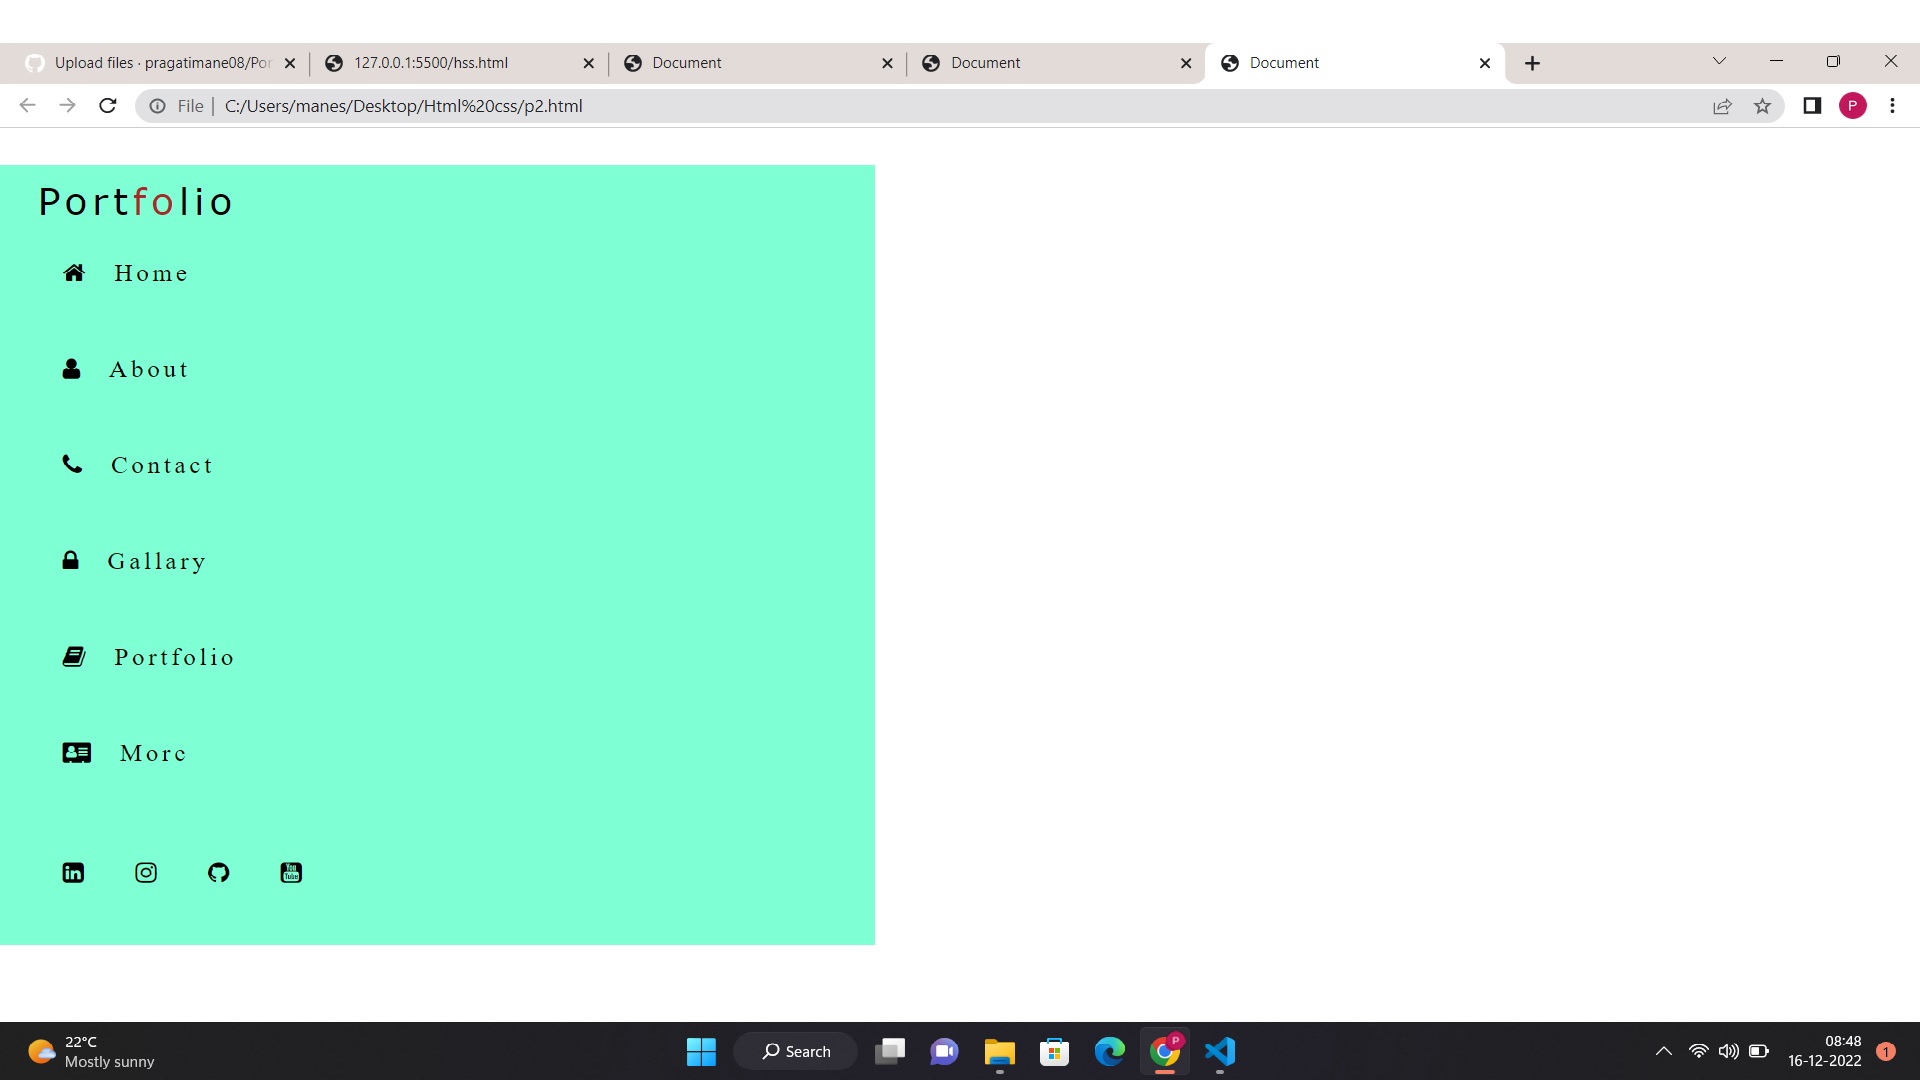 Upload files · pragatimane08/Por
127.0.0.1:5500/hss.html
Document
Document
Document
File | C:/Users/manes/Desktop/Html%20css/p2.html
P
Portfolio
Home
About
Contact
Gallary
Portfolio
More
You
Tube
22°C
Mostly sunny
Search
P
08:48
16-12-2022
1